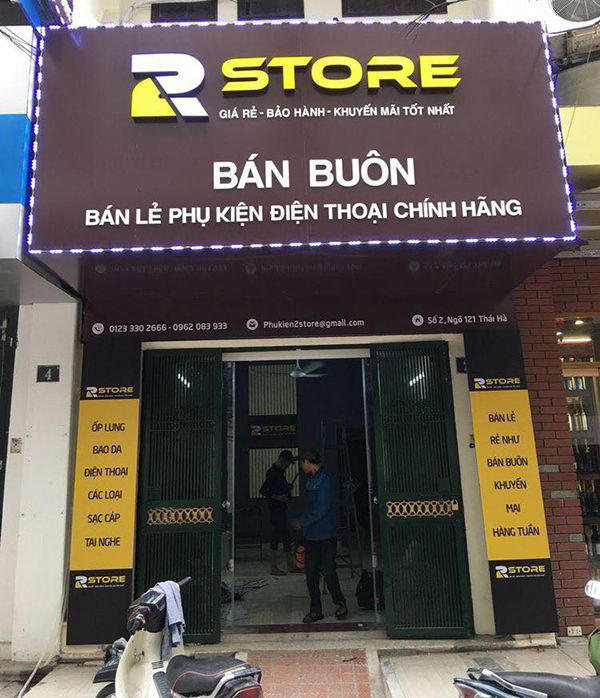 R STORE
GIÁ RẺ - BẢO HÀNH - KHUYẾN MÃI TỐT NHẤT
BÁN BUÔN
BÁN LẺ PHỤ KIỆN ĐIỆN THOẠI CHÍNH HÃNG
0123 330 2666 - 0962 083 933
Phukien2store@gmail.com
Số 2, Ngõ 121 Thái Hà
4
R STORE
ỐP LUNG
BAO DA
ĐIỆN THOẠI
CÁC LOẠI
SẠC CÁP
TAI NGHE
R STORE
R STORE
R STORE
BÁN LẺ
RẺ NHƯ
BÁN BUÔN
KHUYẾN
MẠI
HÀNG TUẦN
R STORE